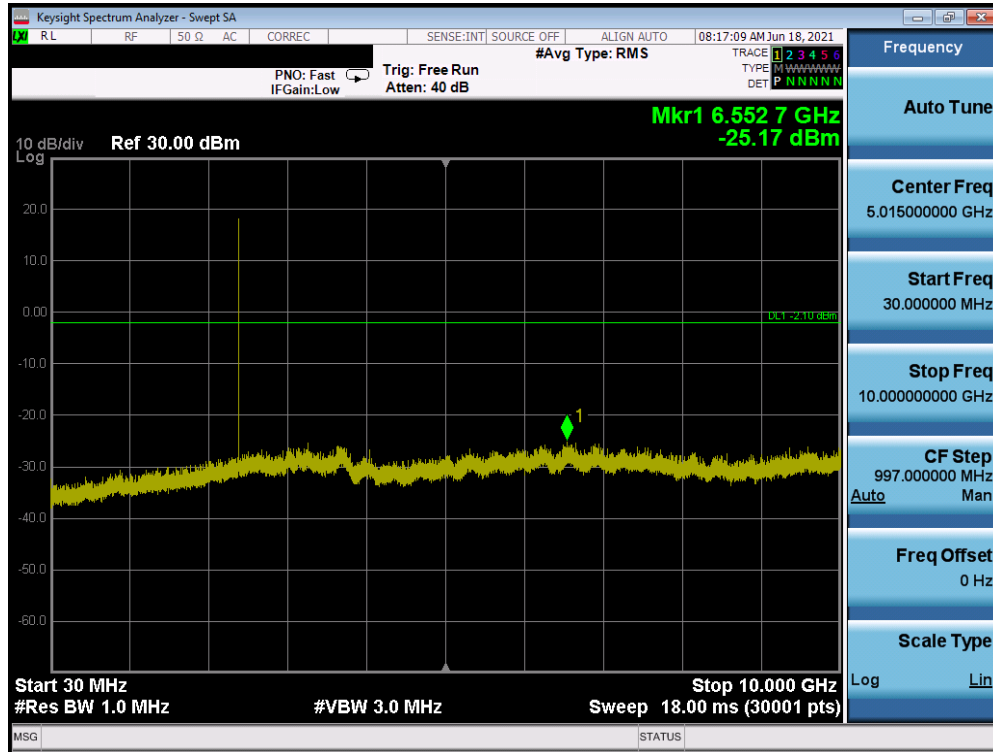 Keysight Spectrum Analyzer - Swept SA
LXI RL RF 50 Ω AC CORREC SENSE:INT SOURCE OFF ALIGN AUTO 08:17:09 AM Jun 18, 2021
#Avg Type: RMS
TRACE 1 2 3 4 5 6
PNO: Fast Trig: Free Run
TYPE M WWWWW
IFGain:Low Atten: 40 dB
DET P N N N N N
Mkr1 6.552 7 GHz
-25.17 dBm
10 dB/div Ref 30.00 dBm
Log
20.0
10.0
0.00
DL1 -2.10 dBm
-10.0
-20.0
1
-30.0
-40.0
-50.0
-60.0
Start 30 MHz Stop 10.000 GHz
#Res BW 1.0 MHz #VBW 3.0 MHz Sweep 18.00 ms (30001 pts)
MSG STATUS
Frequency
Auto Tune
Center Freq
5.015000000 GHz
Start Freq
30.000000 MHz
Stop Freq
10.000000000 GHz
CF Step
997.000000 MHz
Auto Man
Freq Offset
0 Hz
Scale Type
Log Lin